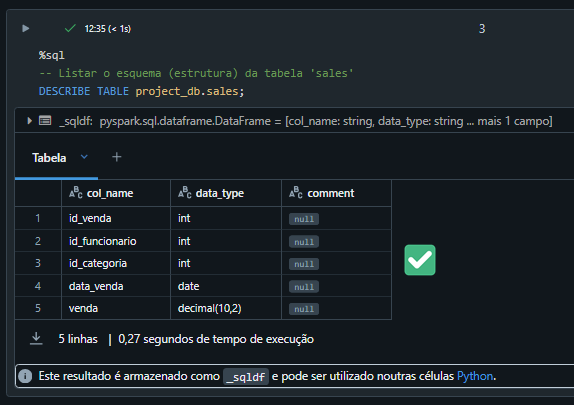 12:35 (< 1s)
3
%sql
-- Listar o esquema (estrutura) da tabela 'sales'
DESCRIBE TABLE project_db.sales;
_sqldf: pyspark.sql.dataframe.DataFrame = [col_name: string, data_type: string ... mais 1 campo]
Tabela
col_name data_type comment
1 id_venda int null
2 id_funcionario int null
3 id_categoria int null
4 data_venda date null
5 venda decimal(10,2) null
5 linhas | 0,27 segundos de tempo de execução
Este resultado é armazenado como _sqldf e pode ser utilizado noutras células Python.